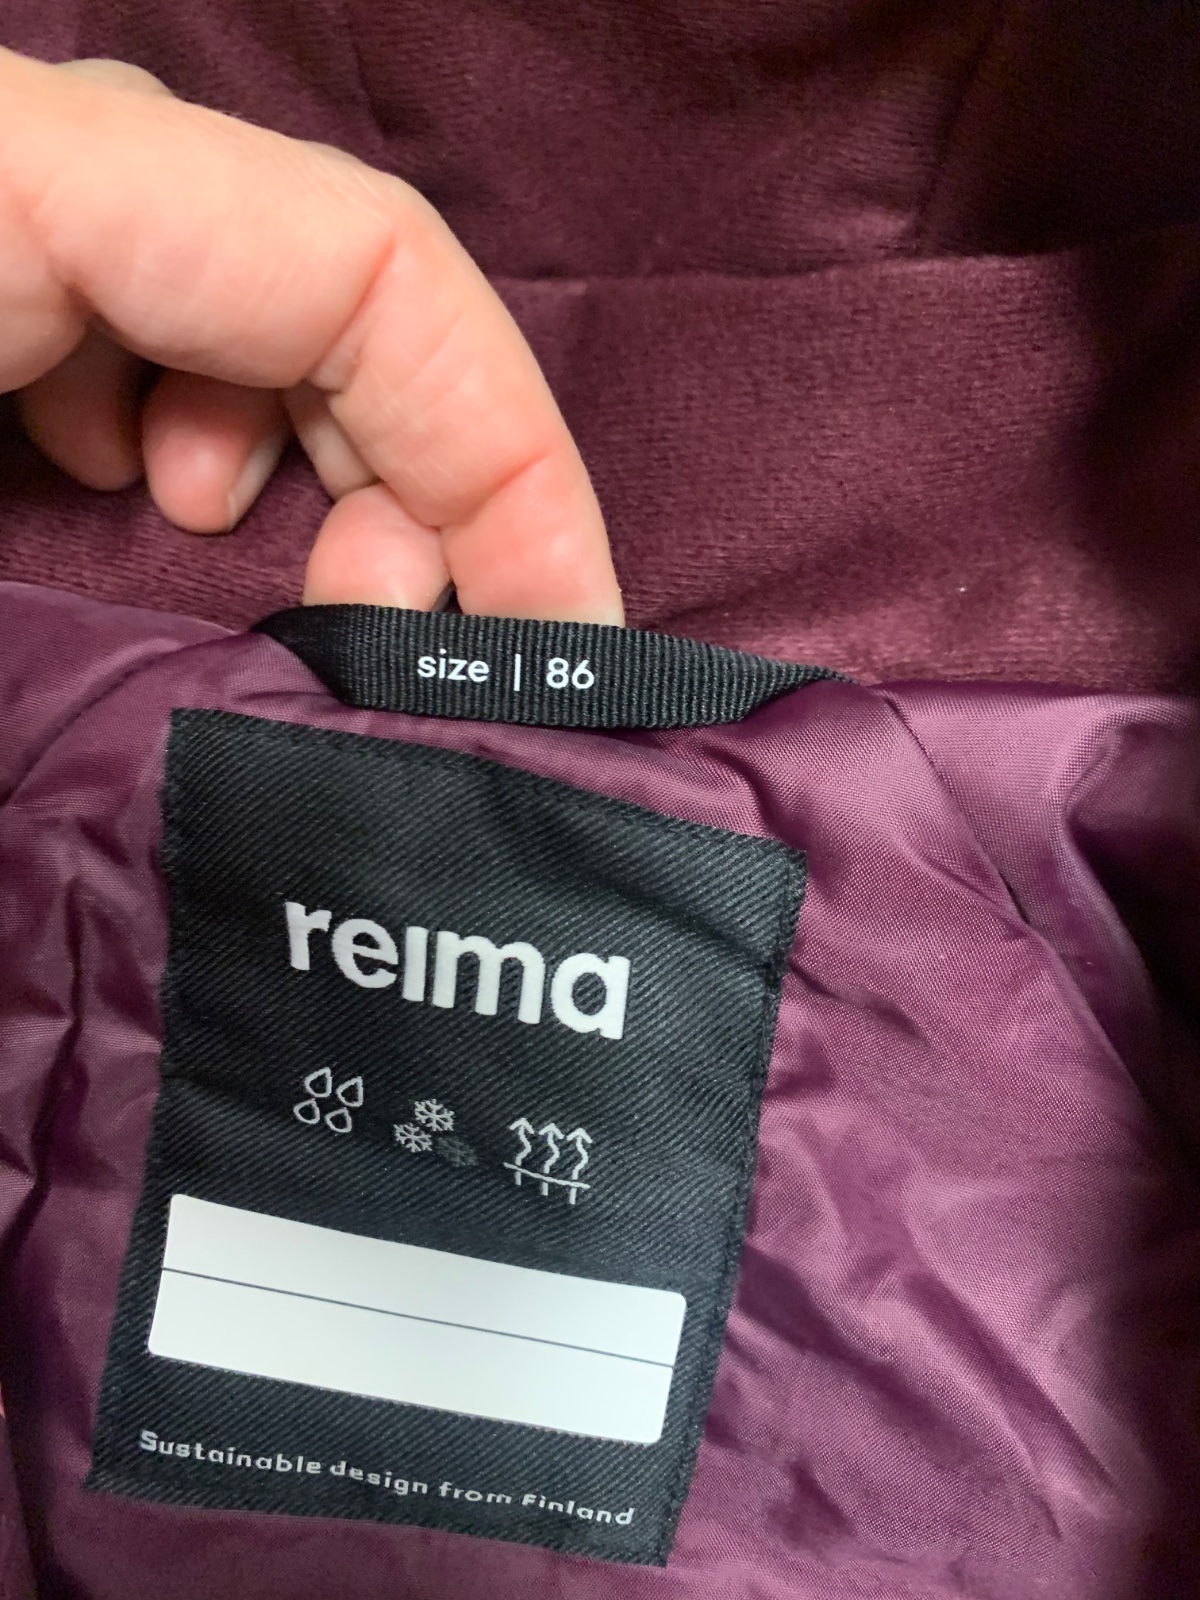 size | 86
reima
Sustainable design from Finland